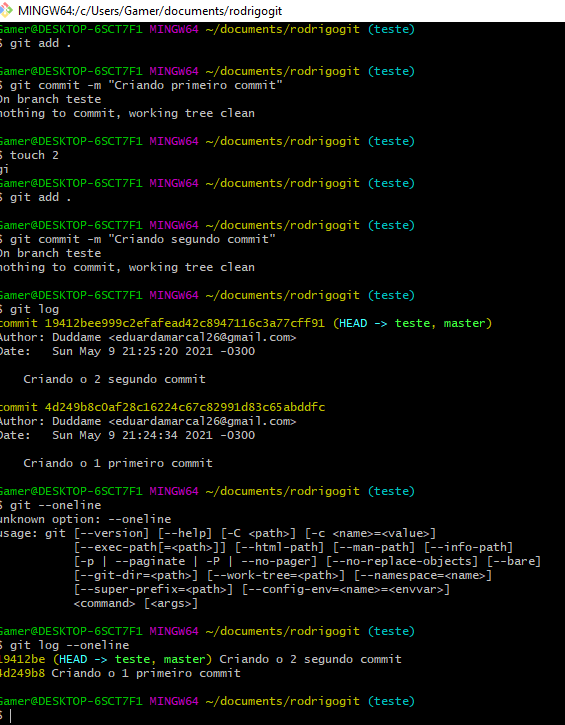 MINGW64:/c/Users/Gamer/documents/rodrigogit
Gamer@DESKTOP-6SCT7F1 MINGW64 ~/documents/rodrigogit (teste)
$ git add .
Gamer@DESKTOP-6SCT7F1 MINGW64 ~/documents/rodrigogit (teste)
$ git commit -m "Criando primeiro commit"
On branch teste
nothing to commit, working tree clean
Gamer@DESKTOP-6SCT7F1 MINGW64 ~/documents/rodrigogit (teste)
$ touch 2
gi
Gamer@DESKTOP-6SCT7F1 MINGW64 ~/documents/rodrigogit (teste)
$ git add .
Gamer@DESKTOP-6SCT7F1 MINGW64 ~/documents/rodrigogit (teste)
$ git commit -m "Criando segundo commit"
On branch teste
nothing to commit, working tree clean
Gamer@DESKTOP-6SCT7F1 MINGW64 ~/documents/rodrigogit (teste)
$ git log
commit 19412bee999c2efafead42c8947116c3a77cff91 (HEAD -> teste, master)
Author: Duddame <eduardamarcal26@gmail.com>
Date:   Sun May 9 21:25:20 2021 -0300
    Criando o 2 segundo commit
commit 4d249b8c0af28c16224c67c82991d83c65abddfc
Author: Duddame <eduardamarcal26@gmail.com>
Date:   Sun May 9 21:24:34 2021 -0300
    Criando o 1 primeiro commit
Gamer@DESKTOP-6SCT7F1 MINGW64 ~/documents/rodrigogit (teste)
$ git --oneline
unknown option: --oneline
usage: git [--version] [--help] [-C <path>] [-c <name>=<value>]
           [--exec-path[=<path>]] [--html-path] [--man-path] [--info-path]
           [-p | --paginate | -P | --no-pager] [--no-replace-objects] [--bare]
           [--git-dir=<path>] [--work-tree=<path>] [--namespace=<name>]
           [--super-prefix=<path>] [--config-env=<name>=<envvar>]
           <command> [<args>]
Gamer@DESKTOP-6SCT7F1 MINGW64 ~/documents/rodrigogit (teste)
$ git log --oneline
19412be (HEAD -> teste, master) Criando o 2 segundo commit
4d249b8 Criando o 1 primeiro commit
Gamer@DESKTOP-6SCT7F1 MINGW64 ~/documents/rodrigogit (teste)
$